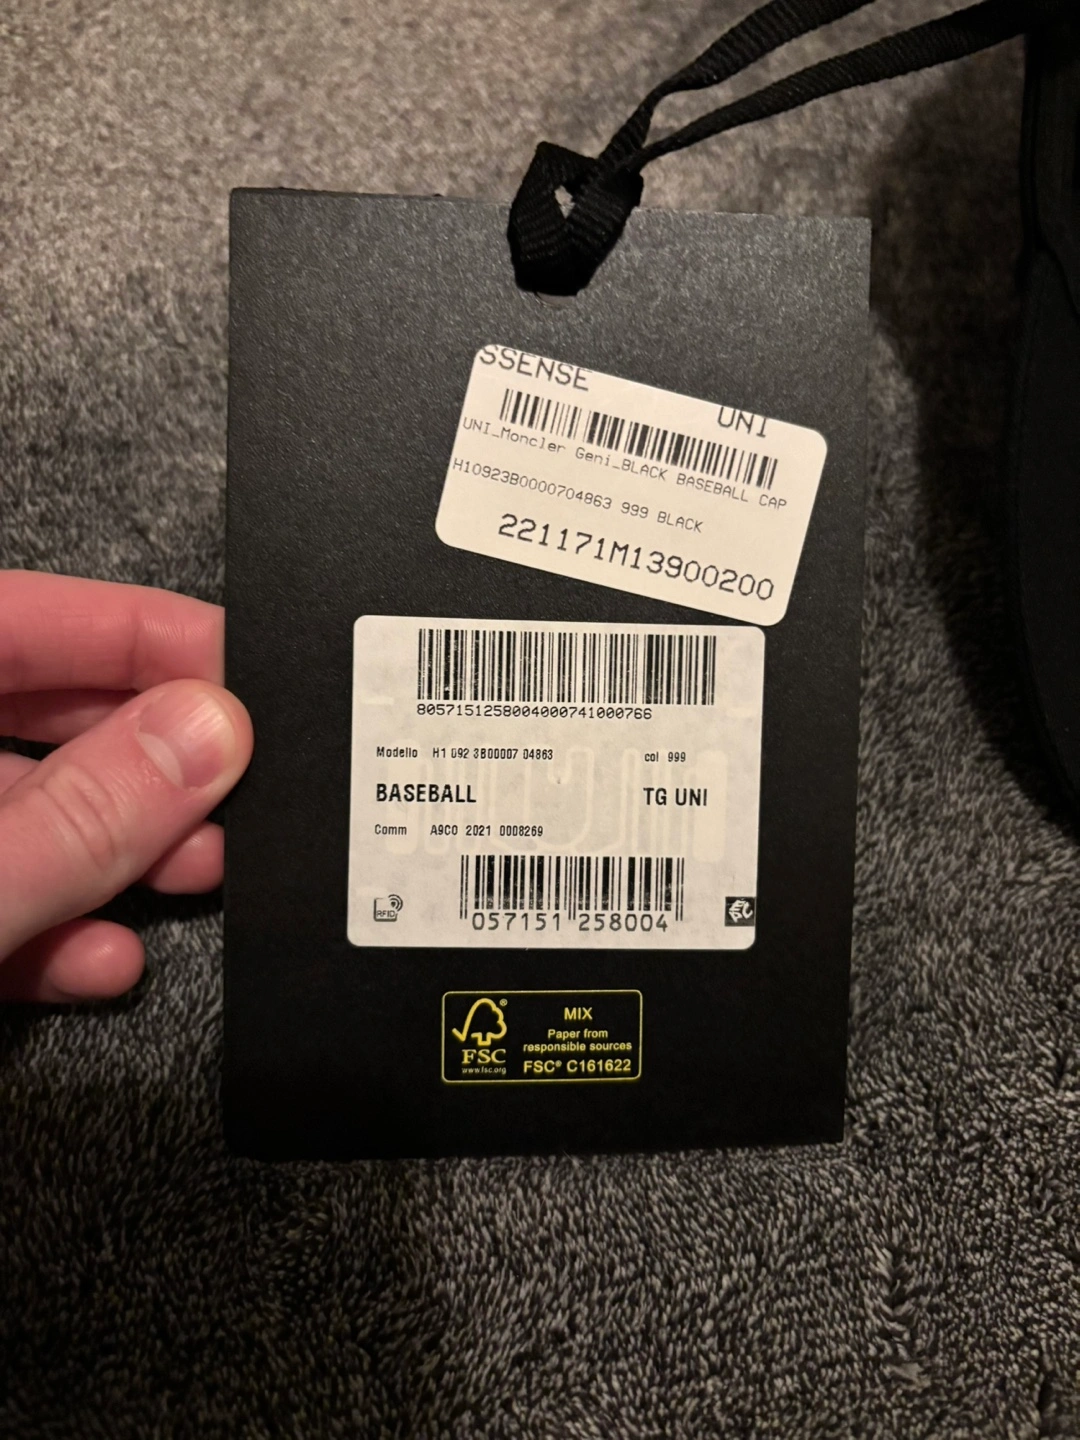 SSENSE
UNI
UNI_Moncler Geni_BLACK BASEBALL CAP
H10923B0000704863 999 BLACK
221171M13900200
8057151258004000741000766
Modello H1 092 3B00007 04863 col 999
BASEBALL TG UNI
Comm A9CO 2021 0008269
RFID
057151 258004
FSC
®
www.fsc.org
MIX
Paper from
responsible sources
FSC® C161622